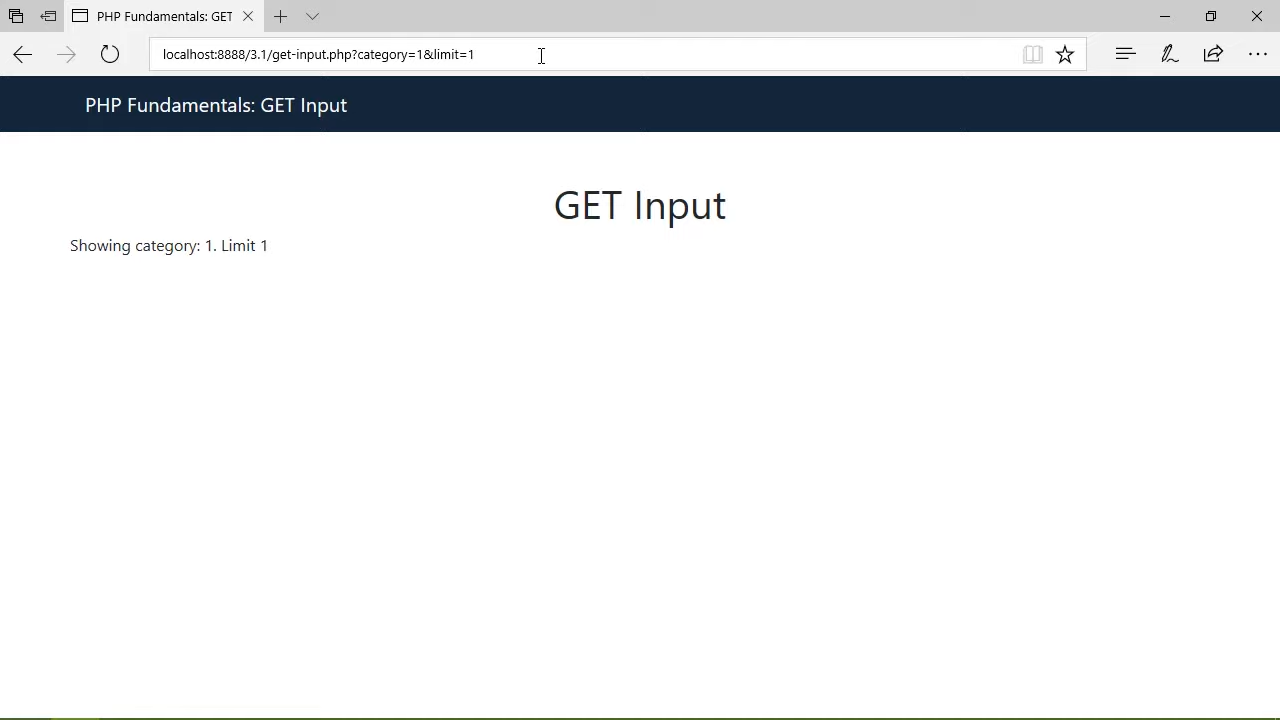 PHP Fundamentals: GET
localhost:8888/3.1/get-input.php?category=1&limit=1
PHP Fundamentals: GET Input
GET Input
Showing category: 1. Limit 1